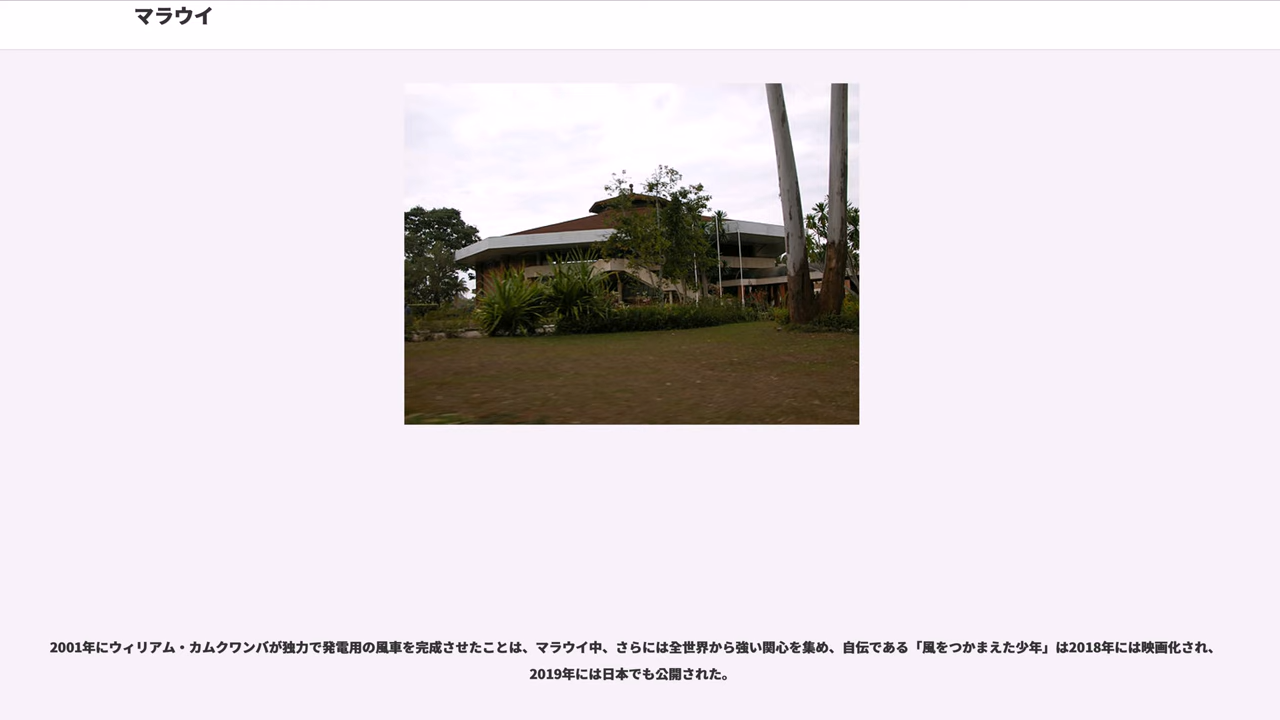 マラウイ
2001年にウィリアム・カムクワンバが独力で発電用の風車を完成させたことは、マラウイ中、さらには全世界から強い関心を集め、自伝である「風をつかまえた少年」は2018年には映画化され、
2019年には日本でも公開された。